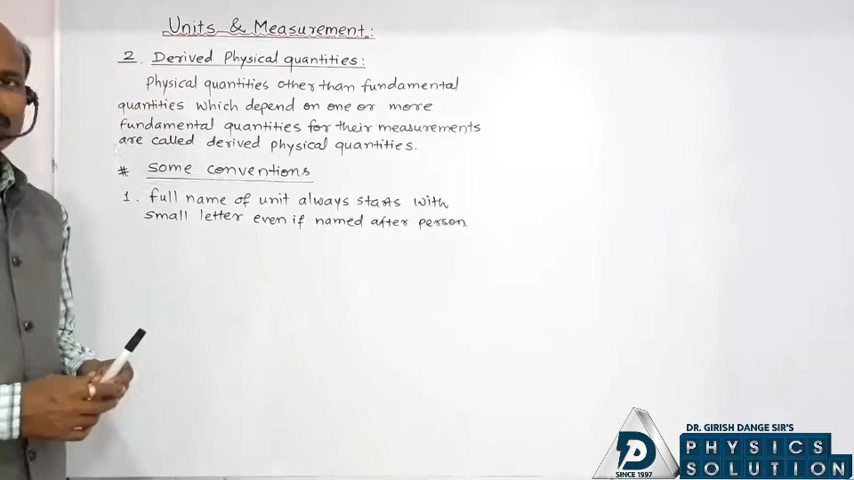 Units & Measurement:
2. Derived Physical quantities:
Physical quantities other than fundamental
quantities which depend on one or more
fundamental quantities for their measurements
are called derived physical quantities.
# Some conventions
1. full name of unit always starts with
small letter even if named after person.
DR. GIRISH DANGE SIR'S
PHYSICS
SOLUTION
SINCE 1997